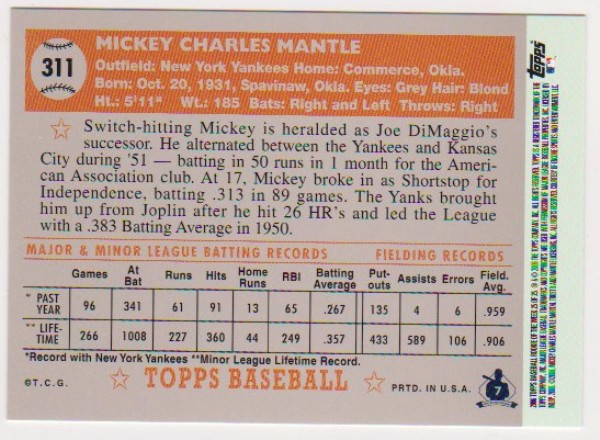 311
MICKEY CHARLES MANTLE
Outfield: New York Yankees Home: Commerce, Okla.
Born: Oct. 20, 1931, Spavinaw, Okla. Eyes: Grey Hair: Blond
Ht.: 5'11" Wt.: 185 Bats: Right and Left Throws: Right
Switch-hitting Mickey is heralded as Joe DiMaggio's
successor. He alternated between the Yankees and Kansas
City during '51 — batting in 50 runs in 1 month for the Amer-
ican Association club. At 17, Mickey broke in as Shortstop for
Independence, batting .313 in 89 games. The Yanks brought
him up from Joplin after he hit 26 HR's and led the League
with a .383 Batting Average in 1950.
MAJOR & MINOR LEAGUE BATTING RECORDS FIELDING RECORDS
Games At Bat Runs Hits Home Runs RBI Batting Average Put-outs Assists Errors Field. Avg.
* PAST YEAR 96 341 61 91 13 65 .267 135 4 6 .959
** LIFE-TIME 266 1008 227 360 44 249 .357 433 589 106 .906
*Record with New York Yankees **Minor League Lifetime Record.
©T.C.G. TOPPS BASEBALL PRTD. IN U.S.A.
7
Topps